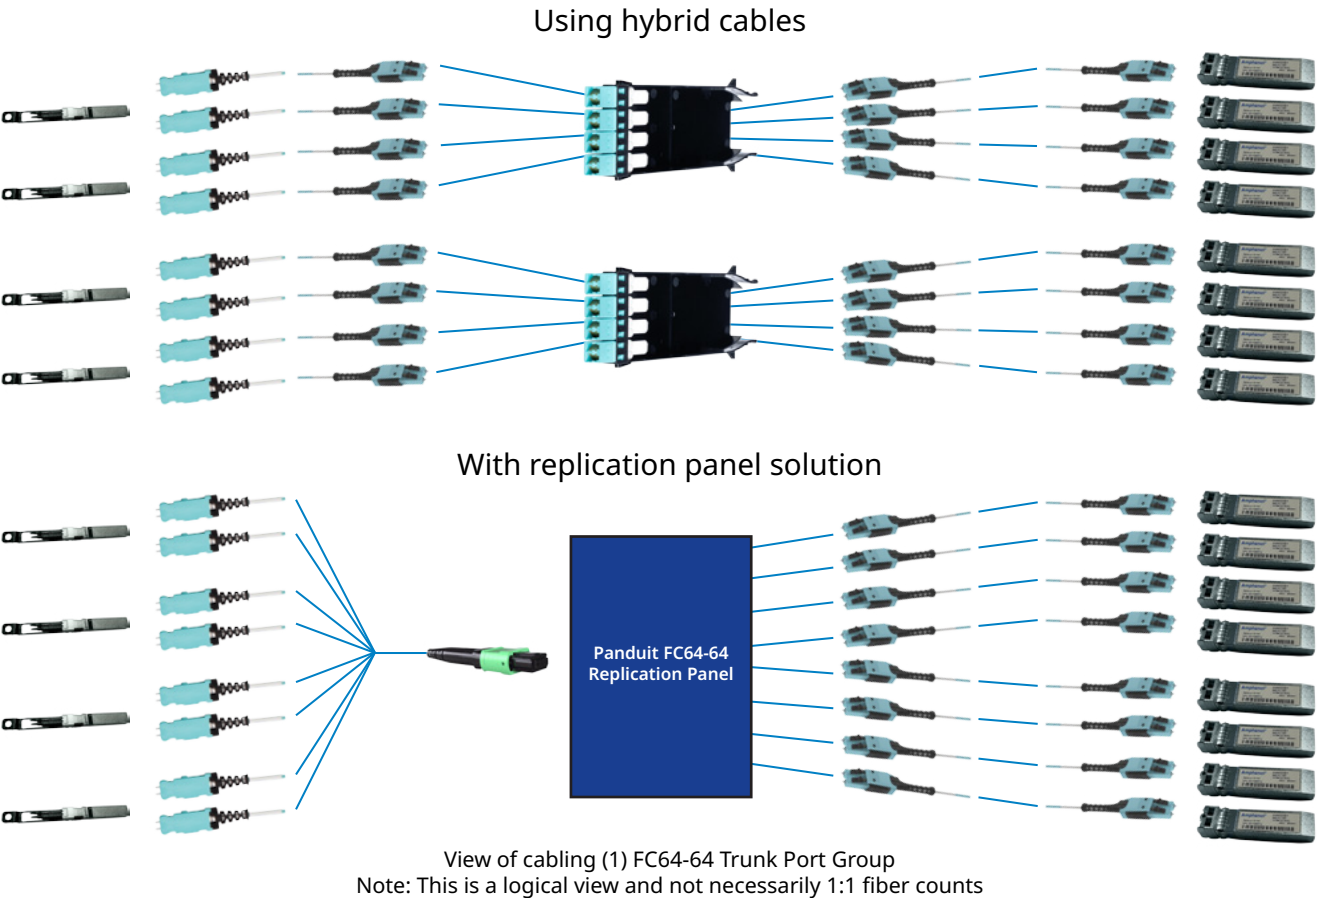 Using hybrid cables
With replication panel solution
Panduit FC64-64
Replication Panel
View of cabling (1) FC64-64 Trunk Port Group
Note: This is a logical view and not necessarily 1:1 fiber counts